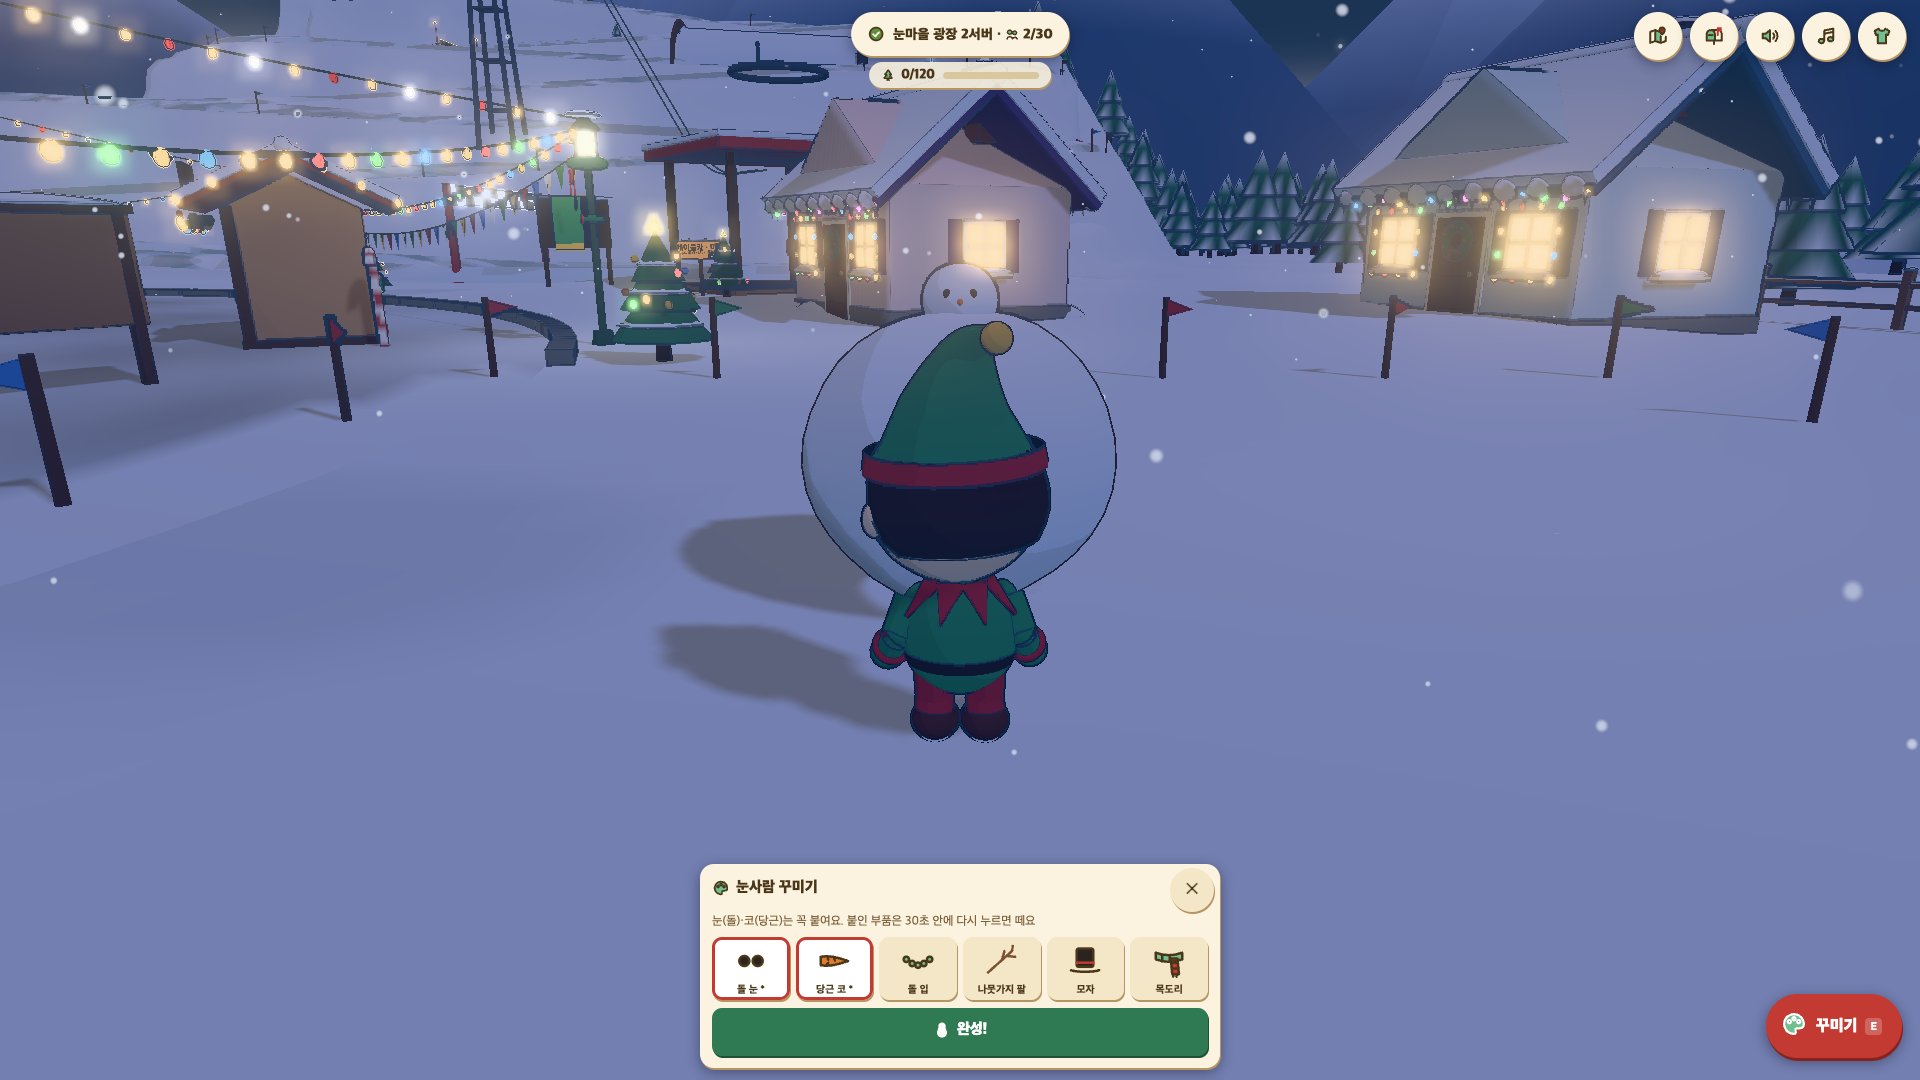 눈마을 광장 2서버 · 2/30
0/120
눈사람 꾸미기
눈(돌)·코(당근)는 꼭 붙여요. 붙인 부품은 30초 안에 다시 누르면 떼요
돌 눈 * 당근 코 * 돌 입 나뭇가지 팔 모자 목도리
완성!
꾸미기 E